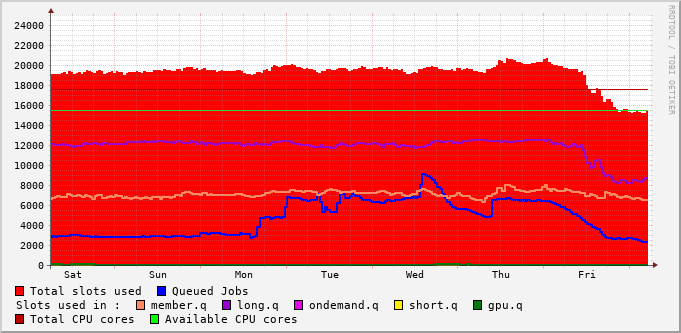 RRDTOOL / TOBI OETIKER
24000
22000
20000
18000
16000
14000
12000
10000
8000
6000
4000
2000
0
Sat Sun Mon Tue Wed Thu Fri
Total slots used Queued Jobs
Slots used in : member.q long.q ondemand.q short.q gpu.q
Total CPU cores Available CPU cores